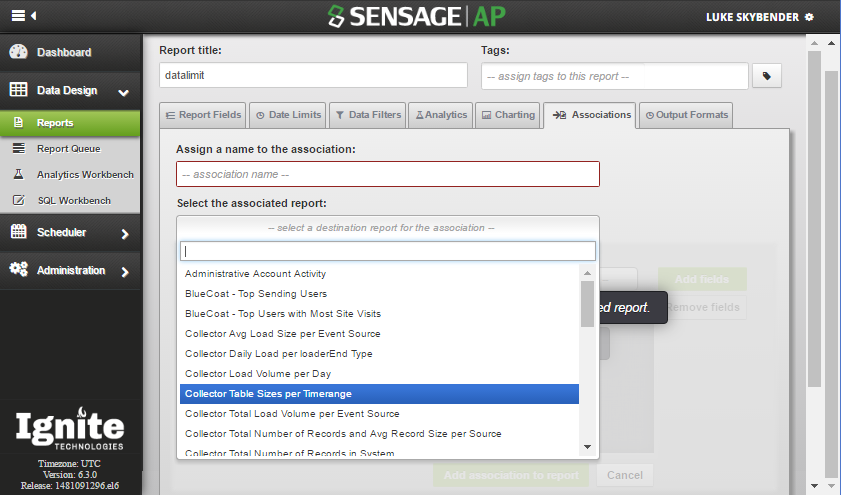 SENSAGE AP
LUKE SKYBENDER
Dashboard
Data Design
Reports
Report Queue
Analytics Workbench
SQL Workbench
Scheduler
Administration
Ignite
TECHNOLOGIES
Timezone: UTC
Version: 6.3.0
Release: 1481091296.el6
Report title:
Tags:
datalimit
-- assign tags to this report --
Report Fields
Date Limits
Data Filters
Analytics
Charting
Associations
Output Formats
Assign a name to the association:
-- association name --
Select the associated report:
-- select a destination report for the association --
Administrative Account Activity
BlueCoat - Top Sending Users
BlueCoat - Top Users with Most Site Visits
Collector Avg Load Size per Event Source
Collector Daily Load per loaderEnd Type
Collector Load Volume per Day
Collector Table Sizes per Timerange
Collector Total Load Volume per Event Source
Collector Total Number of Records and Avg Record Size per Source
Collector Total Number of Records in System
Add fields
Remove fields
report.
Add association to report
Cancel